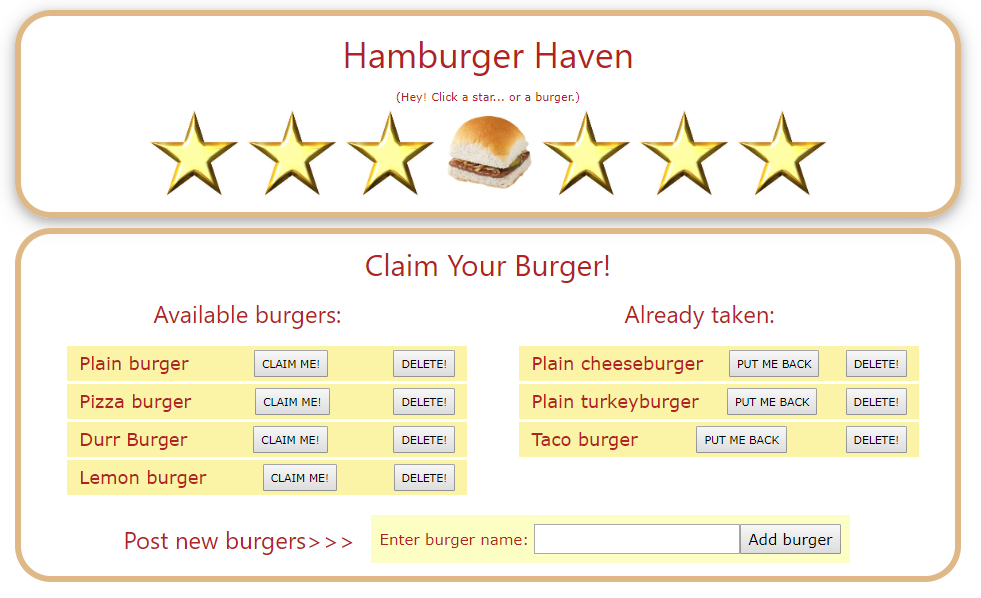 Hamburger Haven
(Hey! Click a star... or a burger.)
Claim Your Burger!
Available burgers:
Plain burger CLAIM ME! DELETE!
Pizza burger CLAIM ME! DELETE!
Durr Burger CLAIM ME! DELETE!
Lemon burger CLAIM ME! DELETE!
Already taken:
Plain cheeseburger PUT ME BACK DELETE!
Plain turkeyburger PUT ME BACK DELETE!
Taco burger PUT ME BACK DELETE!
Post new burgers>>> Enter burger name: Add burger